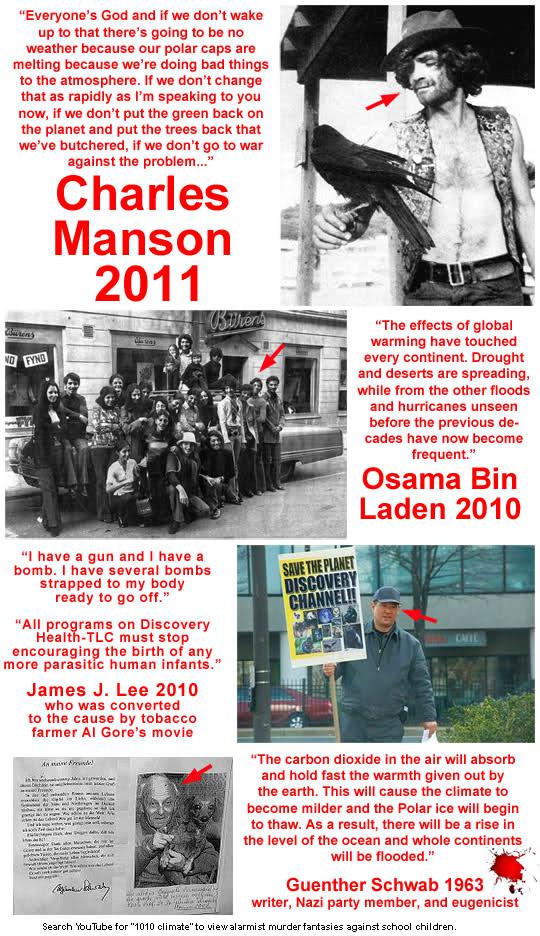 “Everyone’s God and if we don’t wake
up to that there’s going to be no
weather because our polar caps are
melting because we’re doing bad things
to the atmosphere. If we don’t change
that as rapidly as I’m speaking to you
now, if we don’t put the green back on
the planet and put the trees back that
we’ve butchered, if we don’t go to war
against the problem...”
Charles
Manson
2011
Bürens
Bürens
FYND
“The effects of global
warming have touched
every continent. Drought
and deserts are spreading,
while from the other floods
and hurricanes unseen
before the previous de-
cades have now become
frequent.”
Osama Bin
Laden 2010
“I have a gun and I have a
bomb. I have several bombs
strapped to my body
ready to go off.”
“All programs on Discovery
Health-TLC must stop
encouraging the birth of any
more parasitic human infants.”
James J. Lee 2010
who was converted
to the cause by tobacco
farmer Al Gore’s movie
SAVE THE PLANET
DISCOVERY
CHANNEL!!
CAFE
An meine Freunde!
“The carbon dioxide in the air will absorb
and hold fast the warmth given out by
the earth. This will cause the climate to
become milder and the Polar ice will begin
to thaw. As a result, there will be a rise in
the level of the ocean and whole continents
will be flooded.”
Guenther Schwab 1963
writer, Nazi party member, and eugenicist
Search YouTube for "1010 climate" to view alarmist murder fantasies against school children.